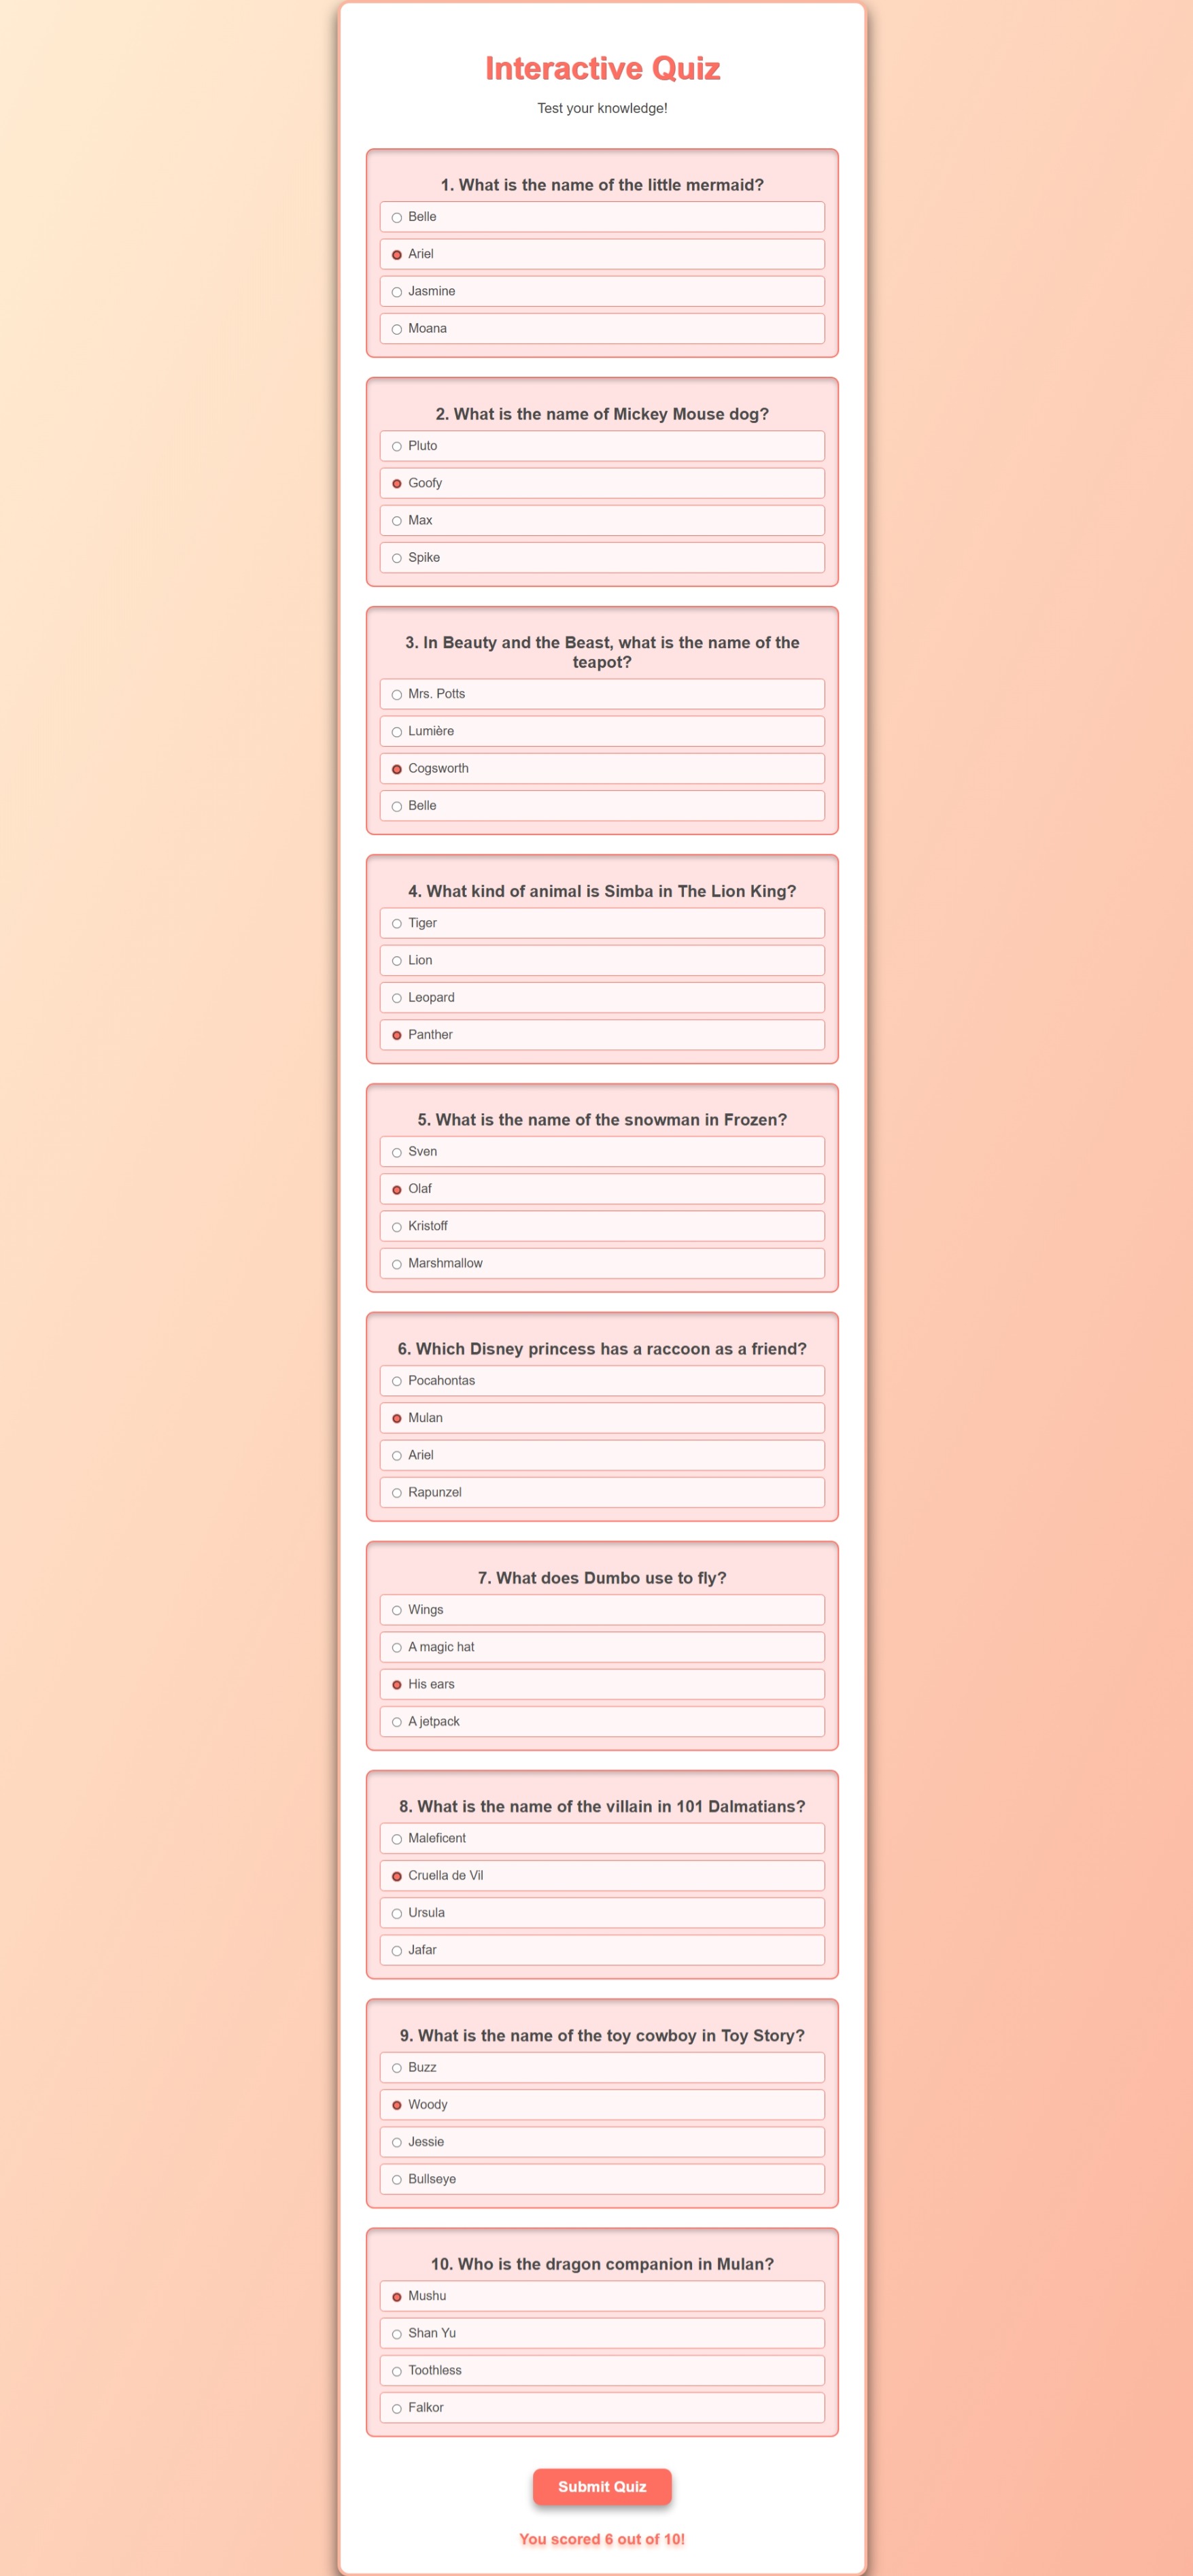 Interactive Quiz
Test your knowledge!
1. What is the name of the little mermaid?
Belle
Ariel
Jasmine
Moana
2. What is the name of Mickey Mouse dog?
Pluto
Goofy
Max
Spike
3. In Beauty and the Beast, what is the name of the
teapot?
Mrs. Potts
Lumière
Cogsworth
Belle
4. What kind of animal is Simba in The Lion King?
Tiger
Lion
Leopard
Panther
5. What is the name of the snowman in Frozen?
Sven
Olaf
Kristoff
Marshmallow
6. Which Disney princess has a raccoon as a friend?
Pocahontas
Mulan
Ariel
Rapunzel
7. What does Dumbo use to fly?
Wings
A magic hat
His ears
A jetpack
8. What is the name of the villain in 101 Dalmatians?
Maleficent
Cruella de Vil
Ursula
Jafar
9. What is the name of the toy cowboy in Toy Story?
Buzz
Woody
Jessie
Bullseye
10. Who is the dragon companion in Mulan?
Mushu
Shan Yu
Toothless
Falkor
Submit Quiz
You scored 6 out of 10!